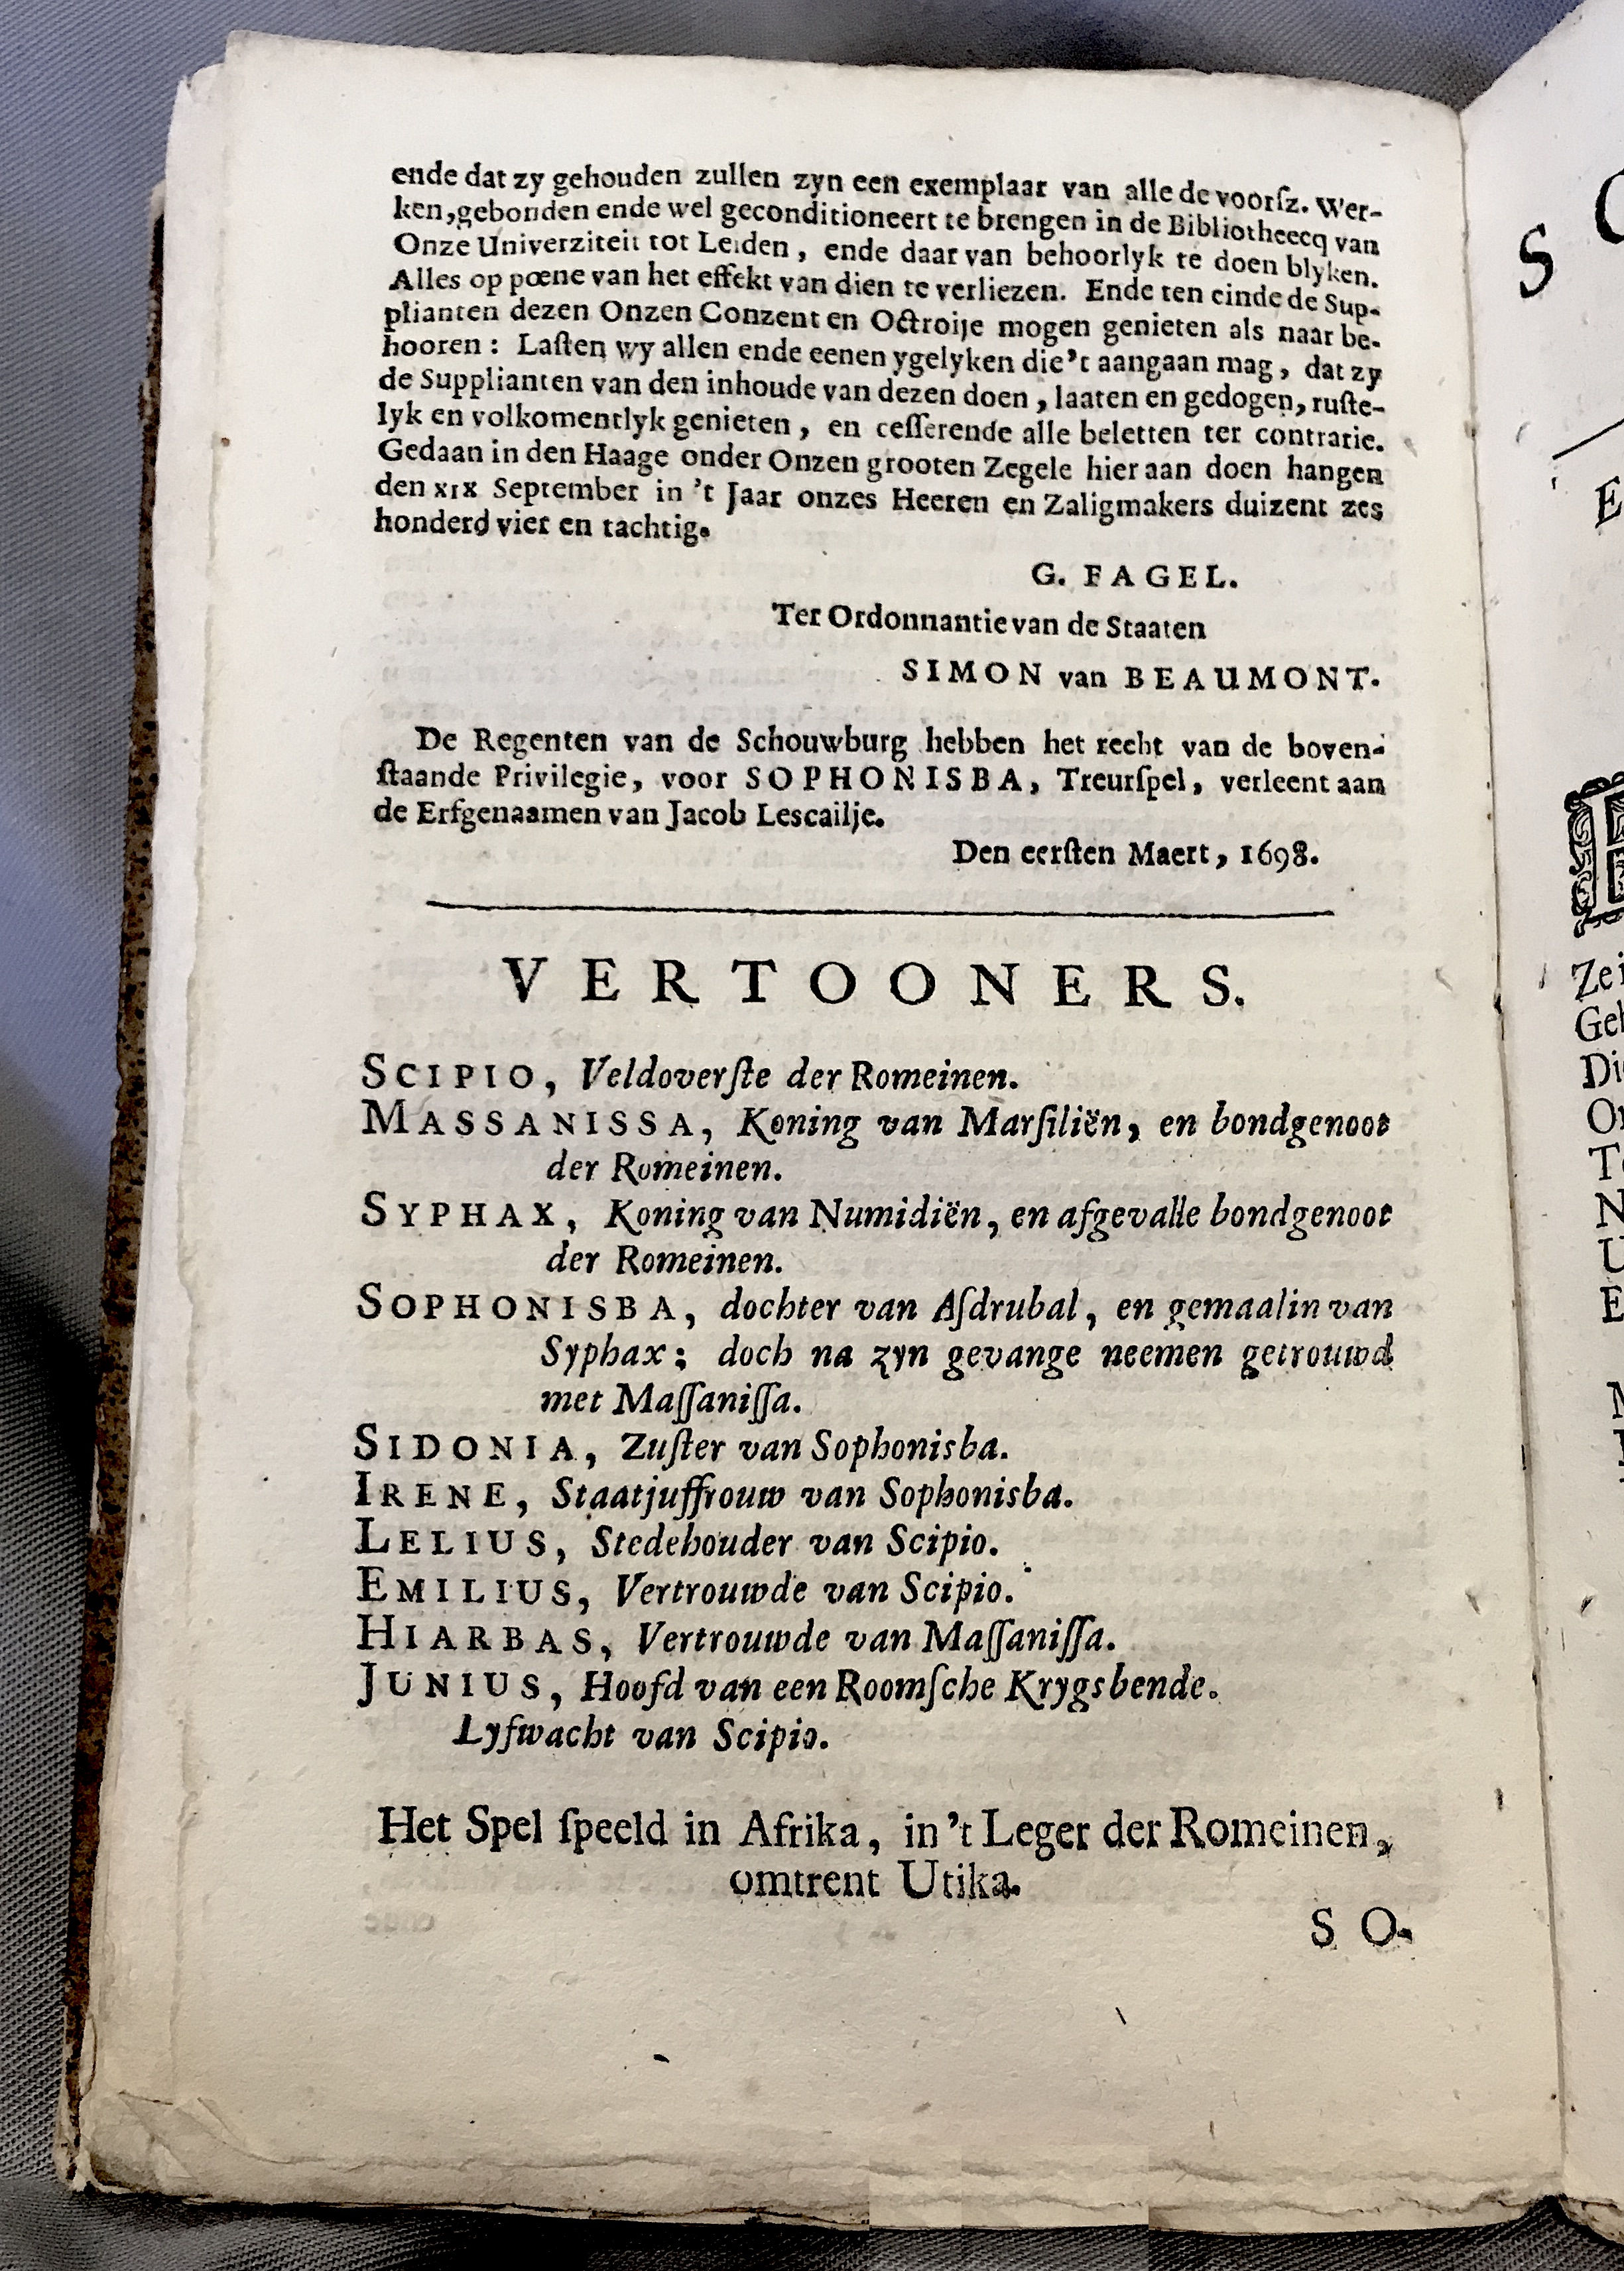 ende dat zy gehouden zullen zyn een exemplaar van alle de voorſz. Wer-
ken, gebonden ende wel geconditioneert te brengen in de Bibliotheecq van
Onze Univerziteit tot Leiden, ende daar van behoorlyk te doen blyken.
Alles op pœne van het effekt van dien te verliezen. Ende ten einde de Sup-
plianten dezen Onzen Conzent en Octroije mogen genieten als naar be-
hooren: Laſten wy allen ende eenen ygelyken die't aangaan mag, dat zy
de Supplianten van den inhoude van dezen doen, laaten en gedogen, ruſte-
lyk en volkomentlyk genieten, en ceſſerende alle beletten ter contrarie.
Gedaan in den Haage onder Onzen grooten Zegele hier aan doen hangen
den XIX September in 't Jaar onzes Heeren en Zaligmakers duizent zes
honderd vier en tachtig.
G. FAGEL.
Ter Ordonnantie van de Staaten
SIMON van BEAUMONT.
De Regenten van de Schouwburg hebben het recht van de boven-
ſtaande Privilegie, voor SOPHONISBA, Treurſpel, verleent aan
de Erfgenaamen van Jacob Lescailje.
Den eerſten Maert, 1698.
VERTOONERS.
SCIPIO, Veldoverſte der Romeinen.
MASSANISSA, Koning van Marſiliën, en bondgenoot
der Romeinen.
SYPHAX, Koning van Numidiën, en afgevalle bondgenoot
der Romeinen.
SOPHONISBA, dochter van Aſdrubal, en gemaalin van
Syphax; doch na zyn gevange neemen getrouwd
met Maſſaniſſa.
SIDONIA, Zuſter van Sophonisba.
IRENE, Staatjuffrouw van Sophonisba.
LELIUS, Stedehouder van Scipio.
EMILIUS, Vertrouwde van Scipio.
HIARBAS, Vertrouwde van Maſſaniſſa.
JUNIUS, Hoofd van een Roomſche Krygsbende.
Lyfwacht van Scipio.
Het Spel ſpeeld in Afrika, in 't Leger der Romeinen,
omtrent Utika.
SO-